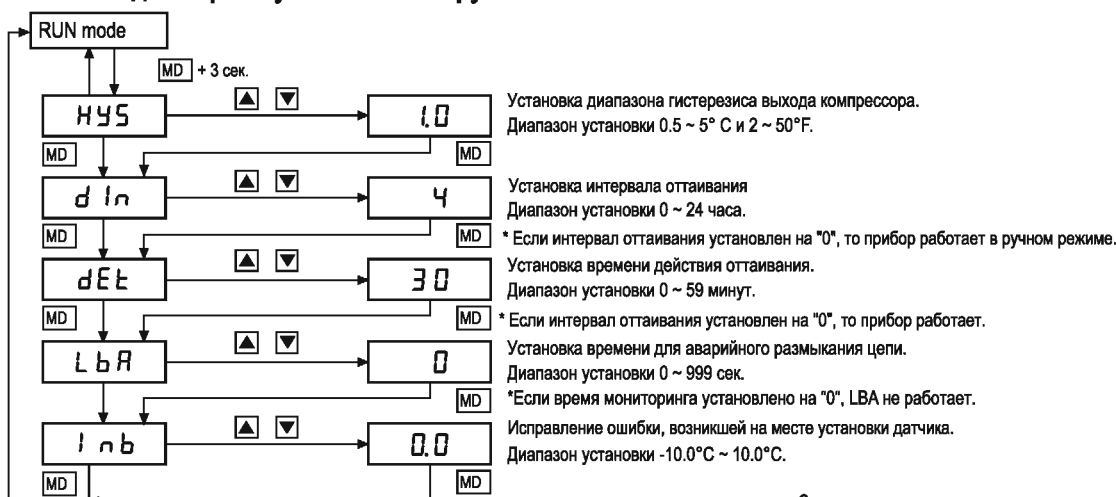 RUN mode
MD + 3 сек.
HYS ▲ ▼ 1.0
Установка диапазона гистерезиса выхода компрессора.
Диапазон установки 0.5 ~ 5° C и 2 ~ 50°F.
MD MD
dIn ▲ ▼ 4
Установка интервала оттаивания
Диапазон установки 0 ~ 24 часа.
MD MD * Если интервал оттаивания установлен на "0", то прибор работает в ручном режиме.
dEt ▲ ▼ 30
Установка времени действия оттаивания.
Диапазон установки 0 ~ 59 минут.
MD MD * Если интервал оттаивания установлен на "0", то прибор работает.
LbA ▲ ▼ 0
Установка времени для аварийного размыкания цепи.
Диапазон установки 0 ~ 999 сек.
MD MD *Если время мониторинга установлено на "0", LBA не работает.
Inb ▲ ▼ 0.0
Исправление ошибки, возникшей на месте установки датчика.
Диапазон установки -10.0°C ~ 10.0°C.
MD MD